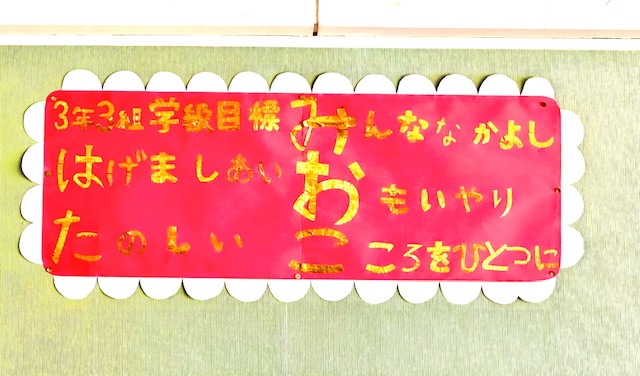 3年3組学級目標
みんななかよし
はげましあい
おもいやり
たのしい
こころをひとつに